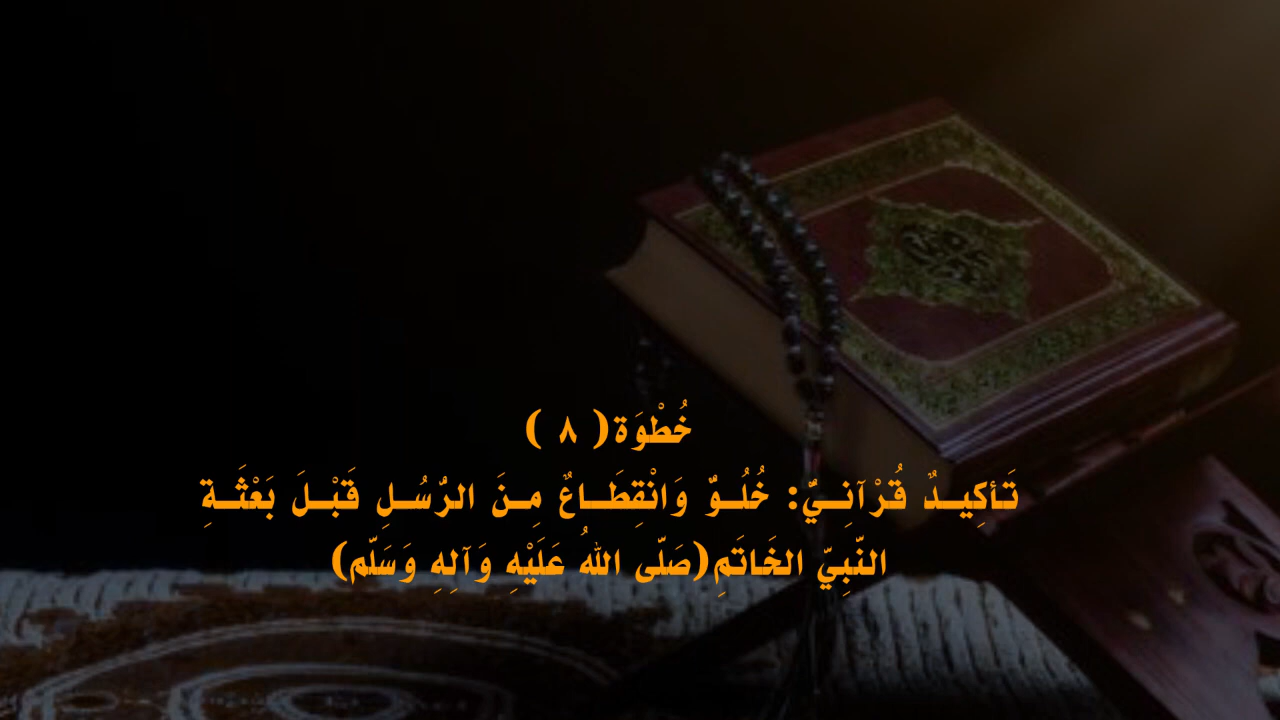 خُطْوَة( ٨ )
تَأكِيـدٌ قُرْآنِـيٌّ: خُلُـوٌّ وَانْقِطَـاعٌ مِـنَ الرُّسُـلِ قَبْـلَ بَعْثَـةِ
النّبِيّ الخَاتَمِ(صَلّى اللهُ عَلَيْهِ وَآلِهِ وَسَلّم)